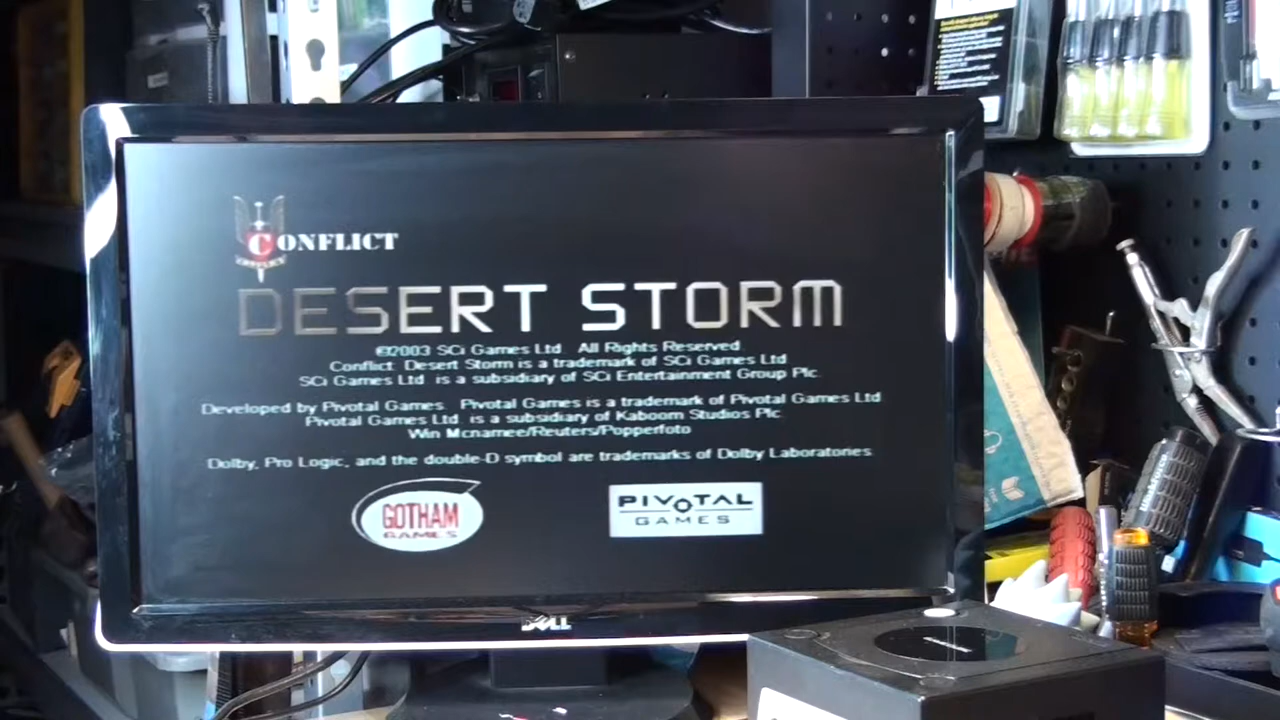 CONFLICT
DESERT STORM
©2003 SCi Games Ltd. All Rights Reserved.
Conflict: Desert Storm is a trademark of SCi Games Ltd
SCi Games Ltd. is a subsidiary of SCi Entertainment Group Plc.
Developed by Pivotal Games. Pivotal Games is a trademark of Pivotal Games Ltd
Pivotal Games Ltd. is a subsidiary of Kaboom Studios Plc
Win Mcnamee/Reuters/Popperfoto
Dolby, Pro Logic, and the double-D symbol are trademarks of Dolby Laboratories
GOTHAM
GAMES
PIVOTAL
GAMES
DELL